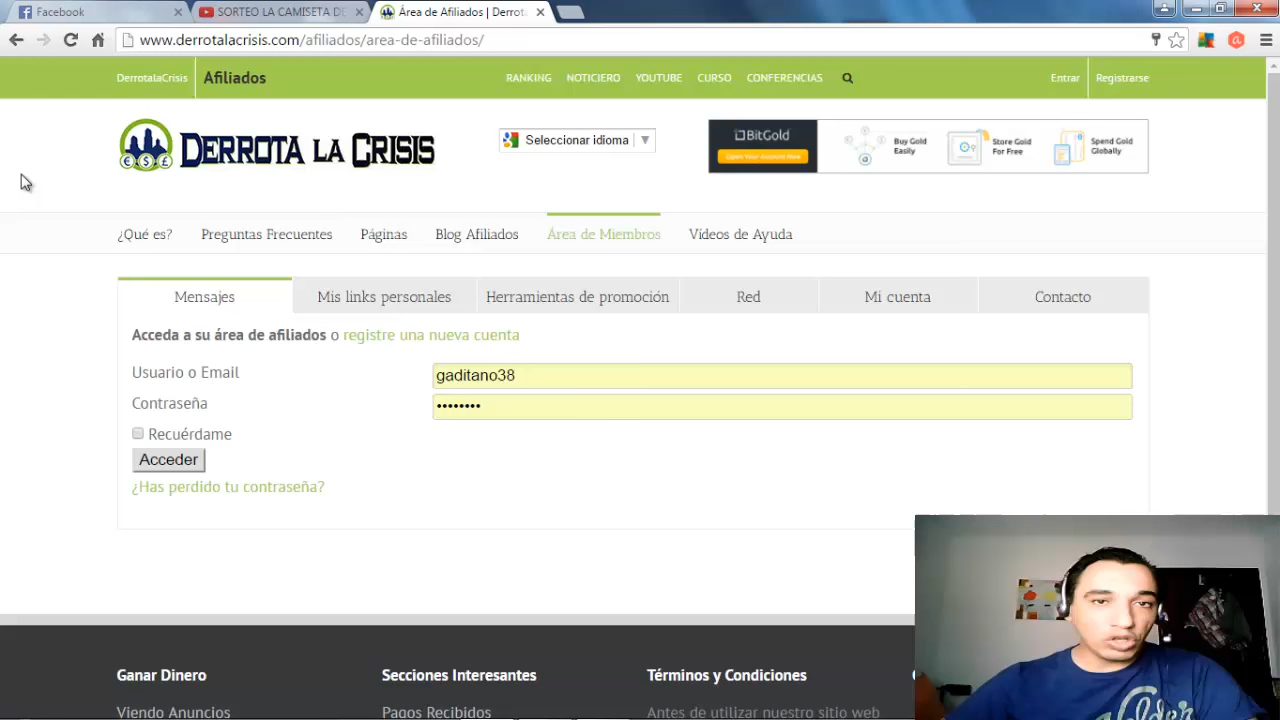 Facebook
SORTEO LA CAMISETA DE
Área de Afiliados | Derrot
www.derrotalacrisis.com/afiliados/area-de-afiliados/
DerrotalaCrisis
Afiliados
RANKING
NOTICIERO
YOUTUBE
CURSO
CONFERENCIAS
Entrar
Registrarse
DERROTA LA CRISIS
Seleccionar idioma
BitGold
Open Your Account Now
Buy Gold
Easily
Store Gold
For Free
Spend Gold
Globally
¿Qué es?
Preguntas Frecuentes
Páginas
Blog Afiliados
Área de Miembros
Vídeos de Ayuda
Mensajes
Mis links personales
Herramientas de promoción
Red
Mi cuenta
Contacto
Acceda a su área de afiliados o registre una nueva cuenta
Usuario o Email
gaditano38
Contraseña
••••••••
Recuérdame
Acceder
¿Has perdido tu contraseña?
Ganar Dinero
Secciones Interesantes
Términos y Condiciones
Viendo Anuncios
Pagos Recibidos
Antes de utilizar nuestro sitio web